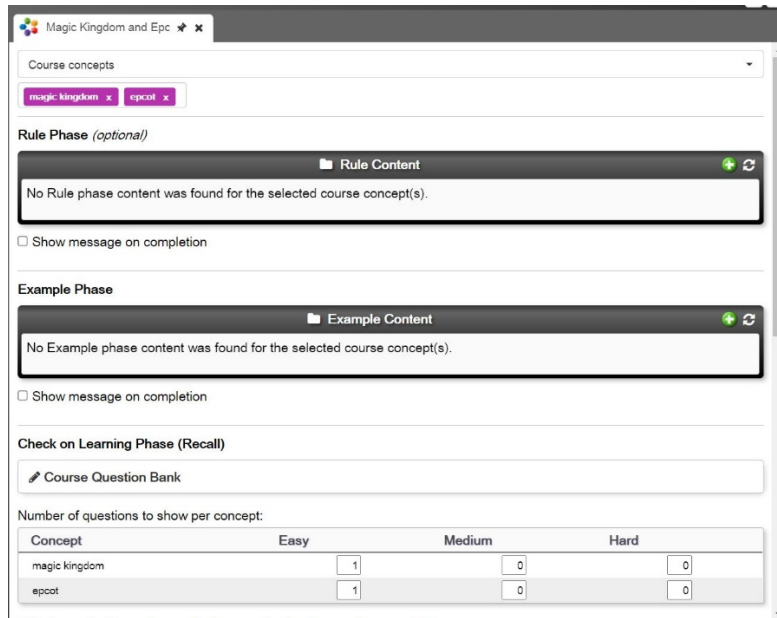 Magic Kingdom and Epc
Course concepts
magic kingdom x epcot x
Rule Phase (optional)
Rule Content
No Rule phase content was found for the selected course concept(s).
Show message on completion
Example Phase
Example Content
No Example phase content was found for the selected course concept(s).
Show message on completion
Check on Learning Phase (Recall)
Course Question Bank
Number of questions to show per concept:
Concept Easy Medium Hard
magic kingdom 1 0 0
epcot 1 0 0